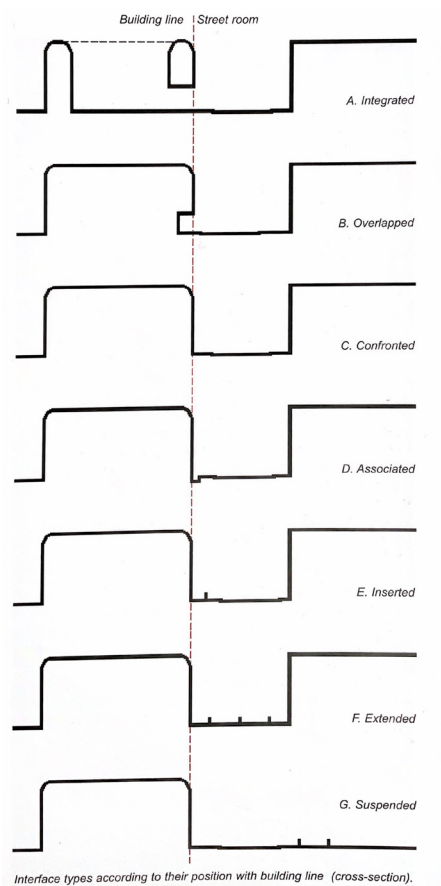 Building line Street room
A. Integrated
B. Overlapped
C. Confronted
D. Associated
E. Inserted
F. Extended
G. Suspended
Interface types according to their position with building line (cross-section).